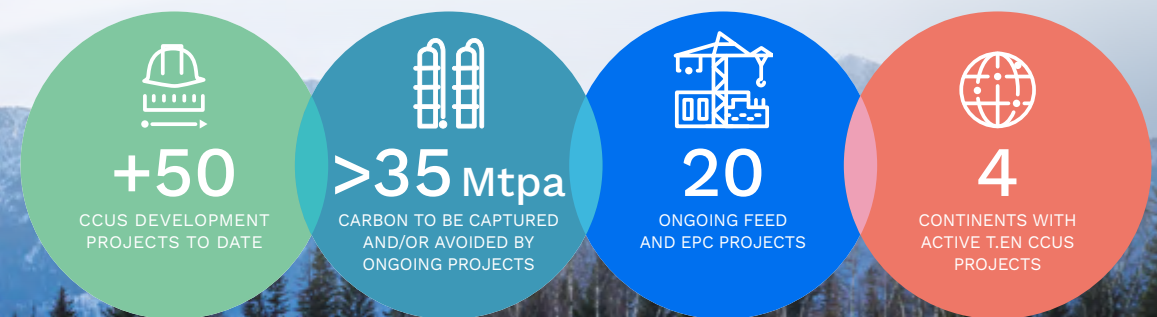 +50
CCUS DEVELOPMENT
PROJECTS TO DATE
>35 Mtpa
CARBON TO BE CAPTURED
AND/OR AVOIDED BY
ONGOING PROJECTS
20
ONGOING FEED
AND EPC PROJECTS
4
CONTINENTS WITH
ACTIVE T.EN CCUS
PROJECTS